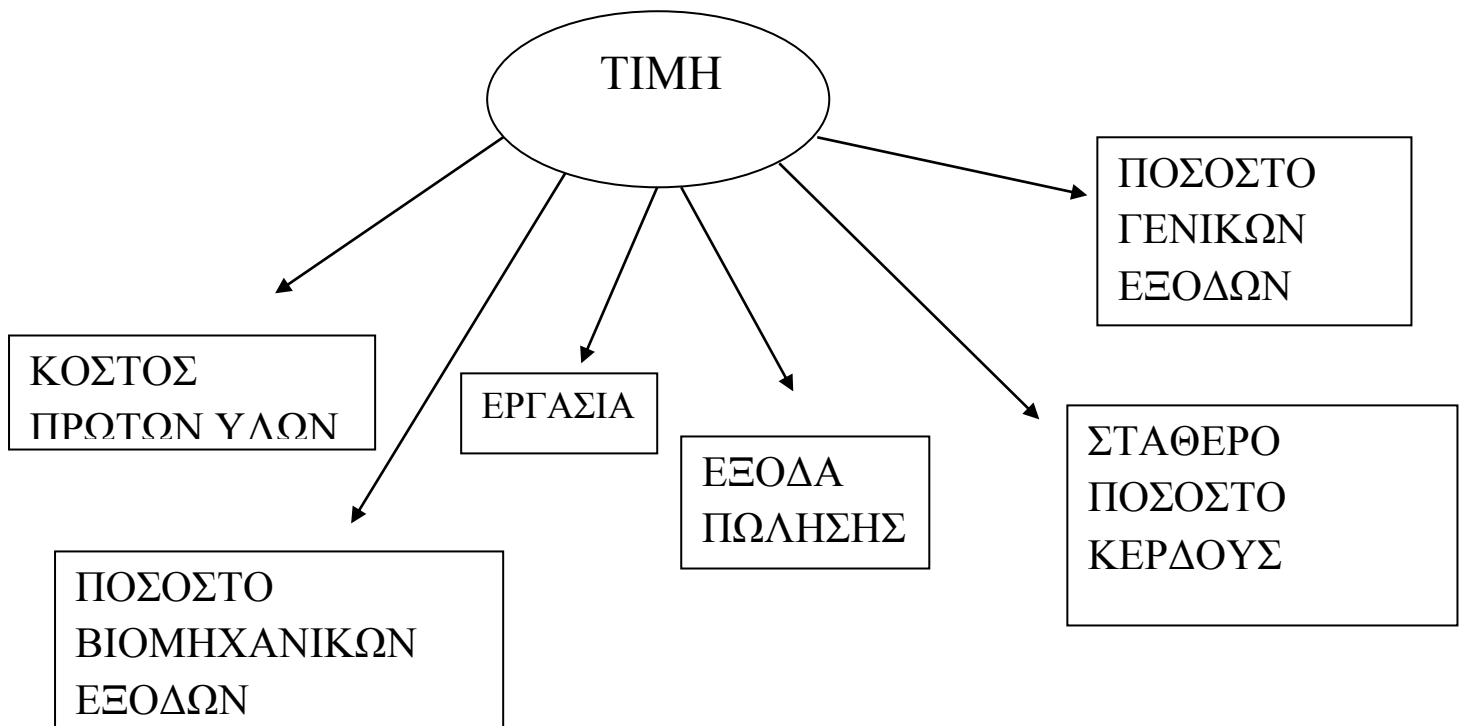 ΤΙΜΗ
ΠΟΣΟΣΤΟ
ΓΕΝΙΚΩΝ
ΕΞΟΔΩΝ
ΚΟΣΤΟΣ
ΠΡΩΤΩΝ ΥΛΩΝ
ΕΡΓΑΣΙΑ
ΕΞΟΔΑ
ΠΩΛΗΣΗΣ
ΣΤΑΘΕΡΟ
ΠΟΣΟΣΤΟ
ΚΕΡΔΟΥΣ
ΠΟΣΟΣΤΟ
ΒΙΟΜΗΧΑΝΙΚΩΝ
ΕΞΟΔΩΝ